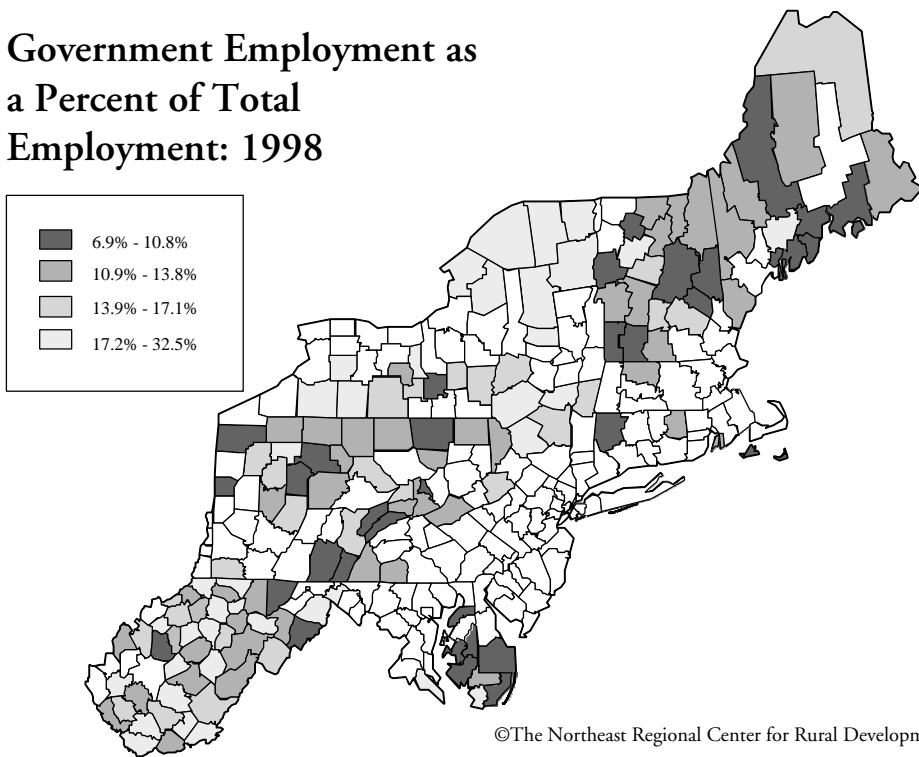 Government Employment as
a Percent of Total
Employment: 1998
6.9% - 10.8%
10.9% - 13.8%
13.9% - 17.1%
17.2% - 32.5%
©The Northeast Regional Center for Rural